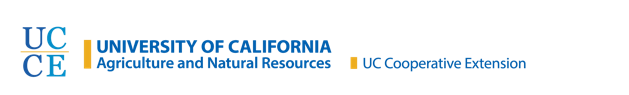 UC
CE
UNIVERSITY OF CALIFORNIA
Agriculture and Natural Resources
UC Cooperative Extension